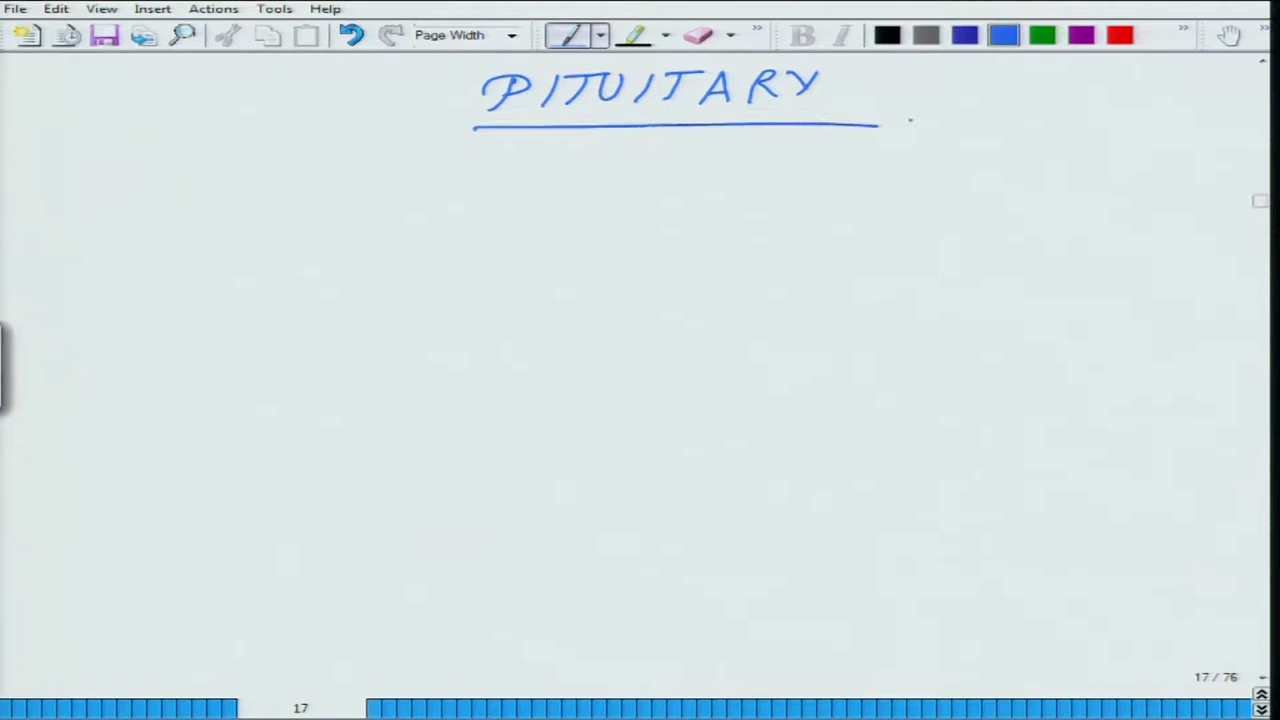 File Edit View Insert Actions Tools Help
Page Width B I
PITUITARY
17 / 76
17